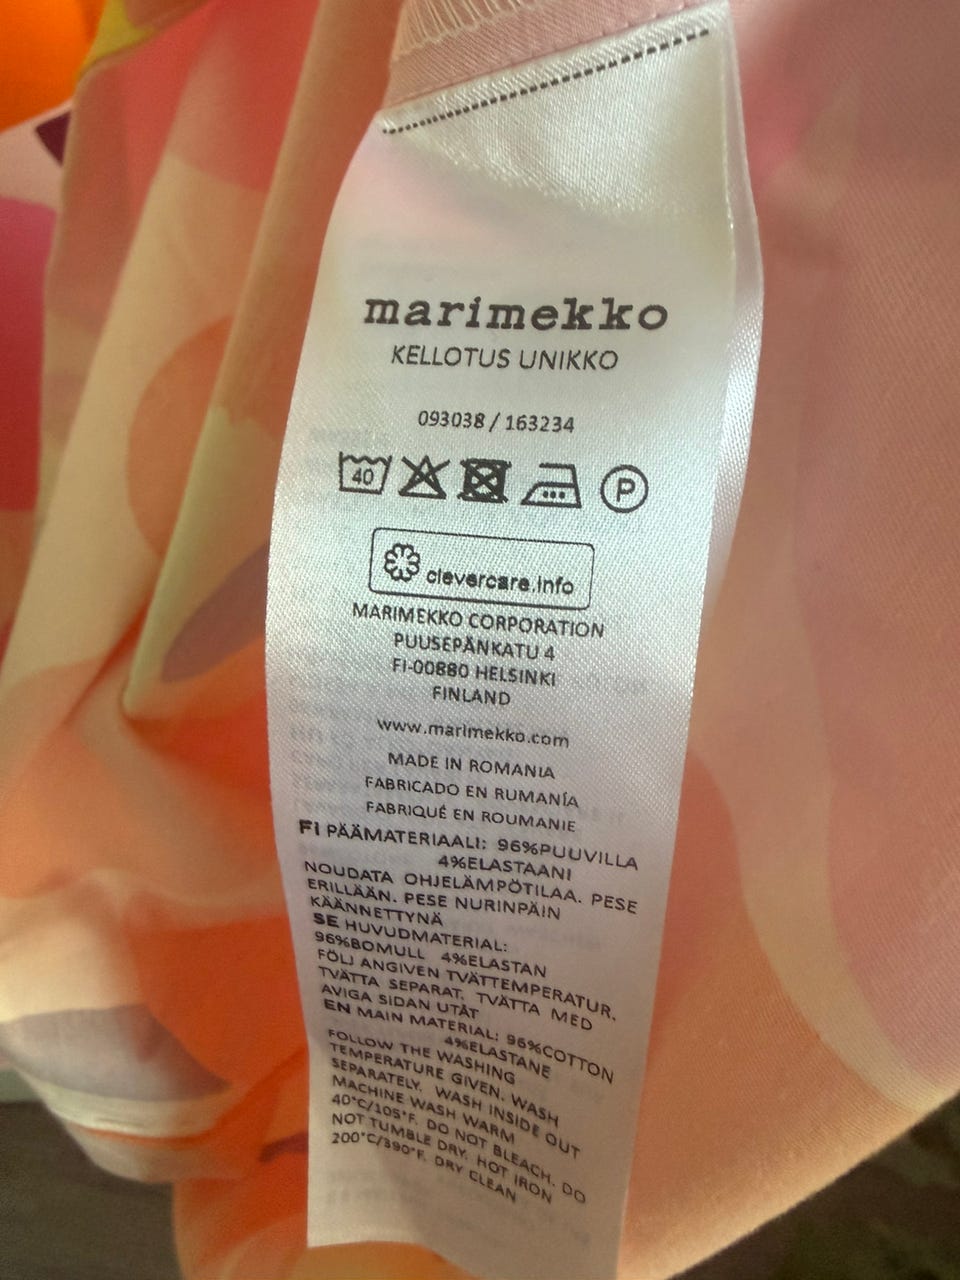 marimekko
KELLOTUS UNIKKO
093038 / 163234
40
P
clevercare.info
MARIMEKKO CORPORATION
PUUSEPÄNKATU 4
FI-00880 HELSINKI
FINLAND
www.marimekko.com
MADE IN ROMANIA
FABRICADO EN RUMANÍA
FABRIQUÉ EN ROUMANIE
FI PÄÄMATERIAALI: 96%PUUVILLA
4%ELASTAANI
NOUDATA OHJELÄMPÖTILAA. PESE
ERILLÄÄN. PESE NURINPÄIN
KÄÄNNETTYNÄ
SE HUVUDMATERIAL:
96%BOMULL 4%ELASTAN
FÖLJ ANGIVEN TVÄTTEMPERATUR.
TVÄTTA SEPARAT. TVÄTTA MED
AVIGA SIDAN UTÅT
EN MAIN MATERIAL: 96%COTTON
4%ELASTANE
FOLLOW THE WASHING
TEMPERATURE GIVEN. WASH
SEPARATELY. WASH INSIDE OUT
MACHINE WASH WARM
40°C/105°F. DO NOT BLEACH. DO
NOT TUMBLE DRY. HOT IRON
200°C/390°F. DRY CLEAN